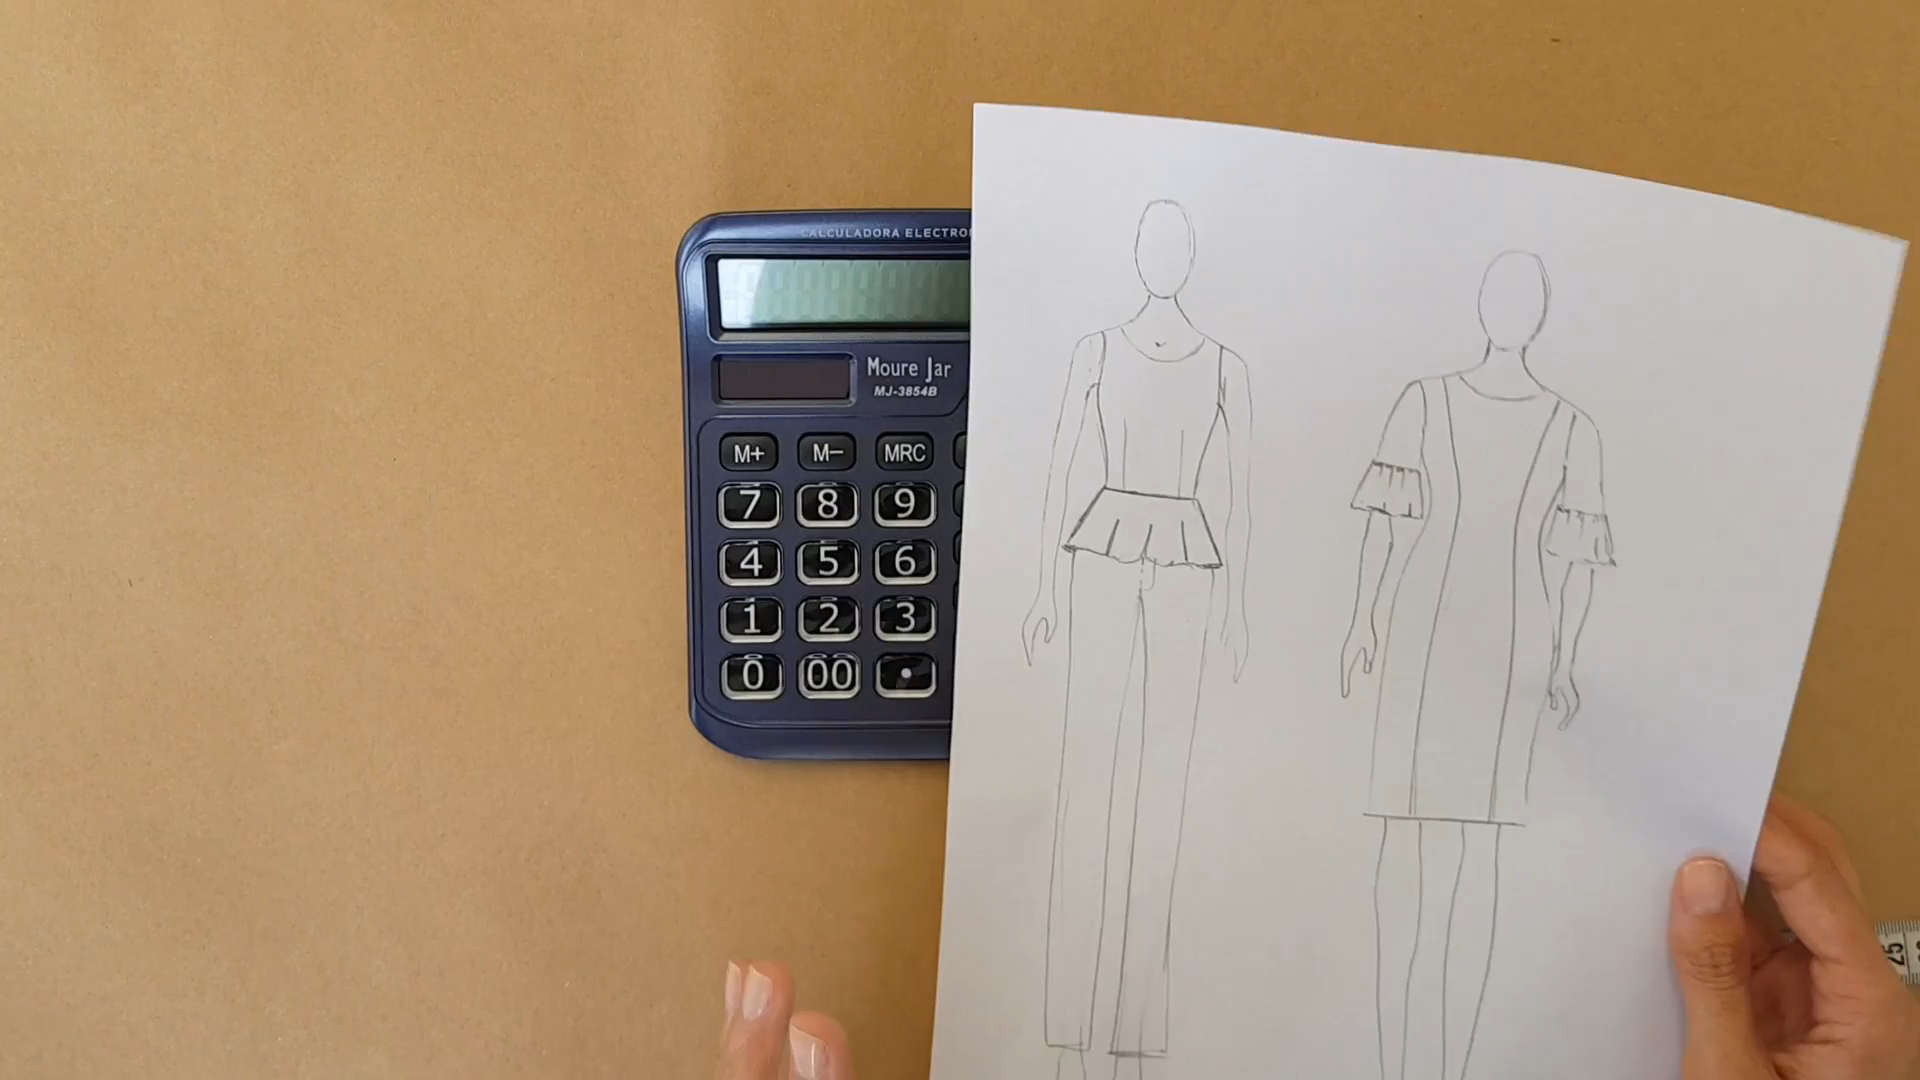 CALCULADORA ELECTRO
Moure Jar
MJ-3854B
M+ M− MRC
7 8 9
4 5 6
1 2 3
0 00 •
25